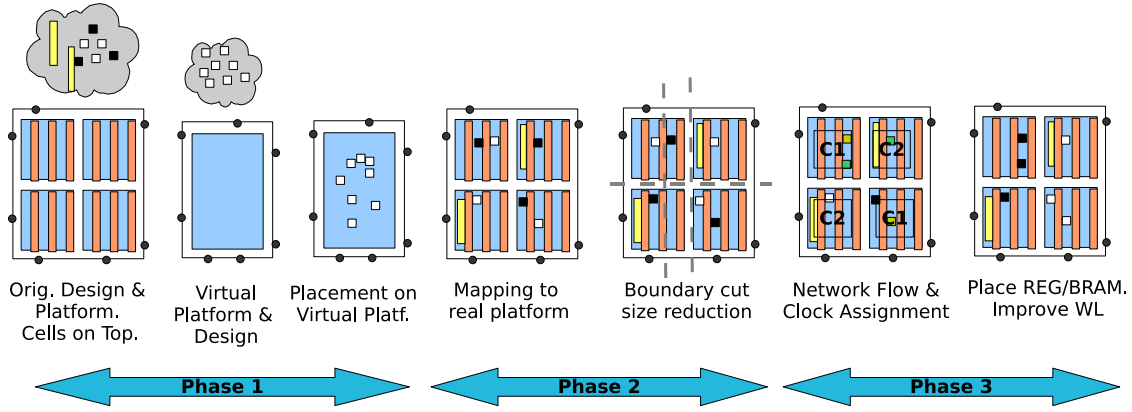 C1
C2
C2
C1
Orig. Design &
Platform.
Cells on Top.
Virtual
Platform &
Design
Placement on
Virtual Platf.
Mapping to
real platform
Boundary cut
size reduction
Network Flow &
Clock Assignment
Place REG/BRAM.
Improve WL
Phase 1
Phase 2
Phase 3